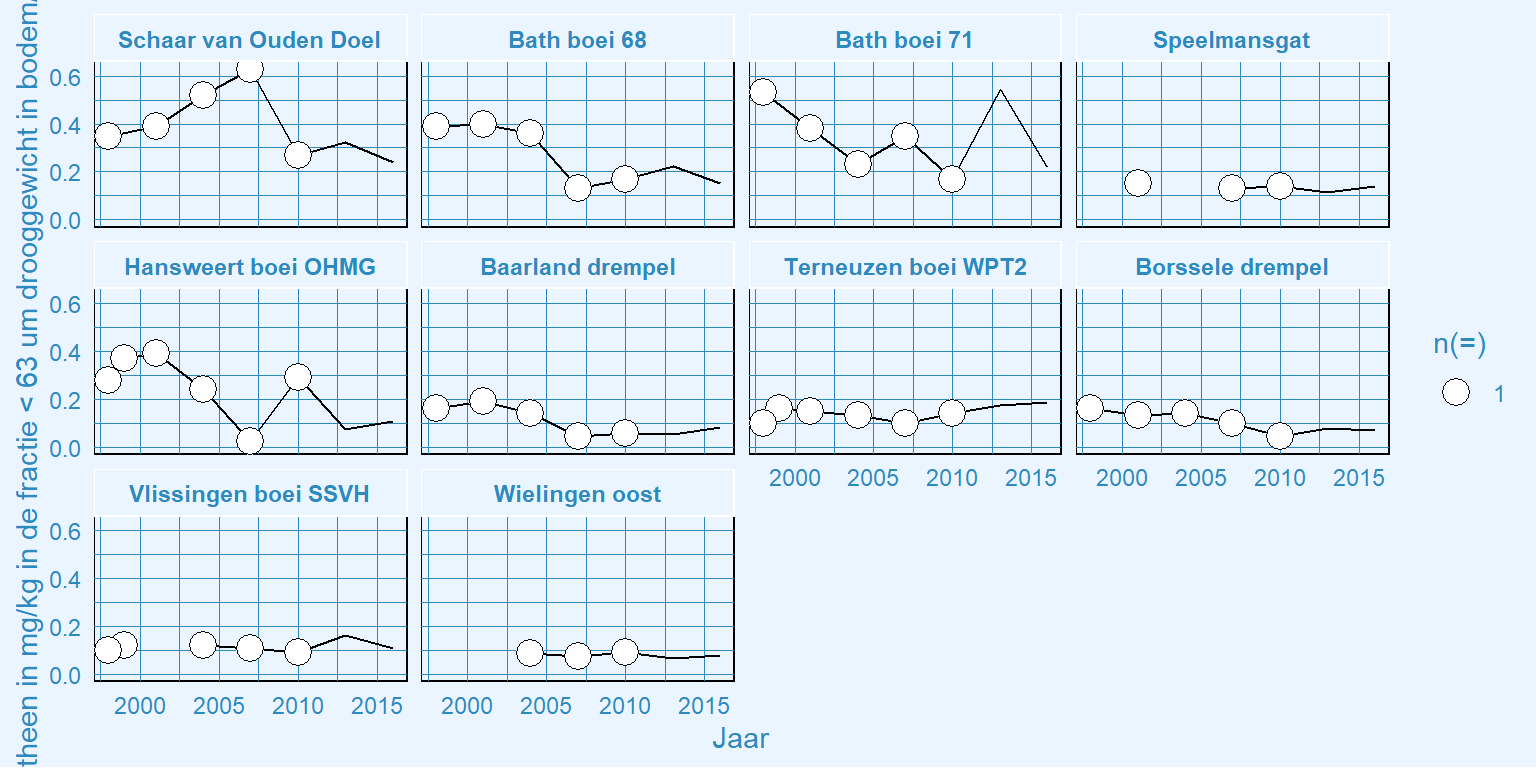 theen in mg/kg in de fractie < 63 um drooggewicht in bodem/
Schaar van Ouden Doel
Bath boei 68
Bath boei 71
Speelmansgat
0.6
0.4
0.2
0.0
Hansweert boei OHMG
Baarland drempel
Terneuzen boei WPT2
Borssele drempel
0.6
0.4
0.2
0.0
2000 2005 2010 2015
2000 2005 2010 2015
Vlissingen boei SSVH
Wielingen oost
0.6
0.4
0.2
0.0
2000 2005 2010 2015
2000 2005 2010 2015
Jaar
n(=)
1